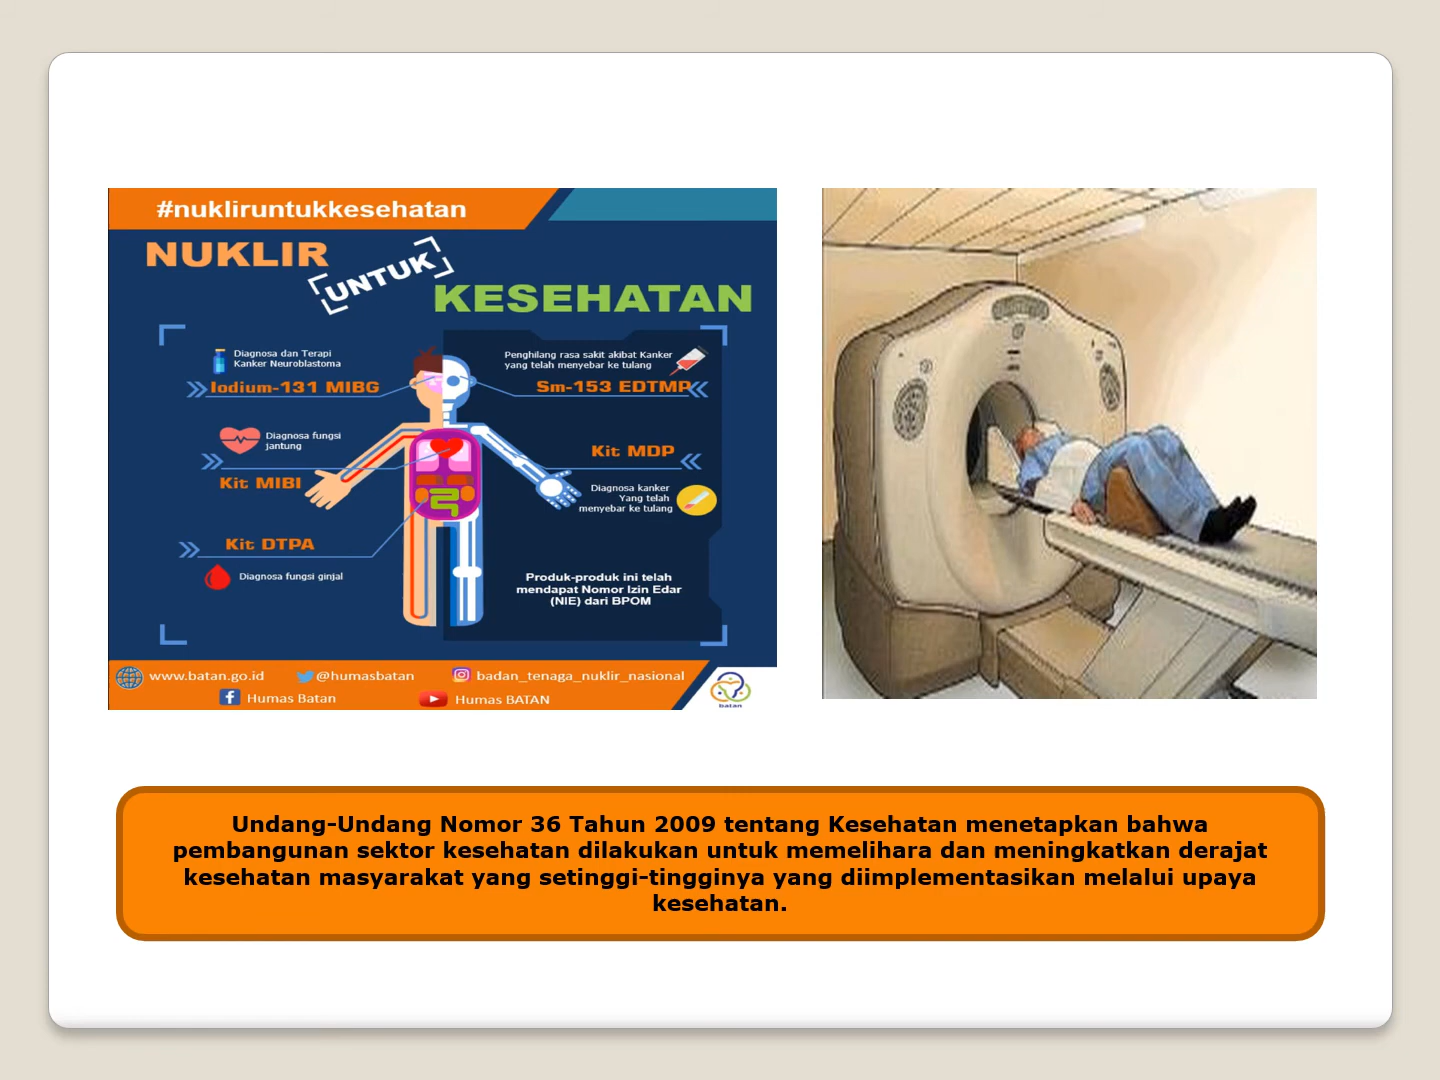 #nukliruntukkesehatan
NUKLIR
UNTUK
KESEHATAN
Diagnosa dan Terapi
Kanker Neuroblastoma
Iodium-131 MIBG
Diagnosa fungsi
jantung
Kit MIBI
Kit DTPA
Diagnosa fungsi ginjal
Penghilang rasa sakit akibat Kanker
yang telah menyebar ke tulang
Sm-153 EDTMP
Kit MDP
Diagnosa kanker
Yang telah
menyebar ke tulang
Produk-produk ini telah
mendapat Nomor Izin Edar
(NIE) dari BPOM
www.batan.go.id
@humasbatan
badan_tenaga_nuklir_nasional
Humas Batan
Humas BATAN
batan
Undang-Undang Nomor 36 Tahun 2009 tentang Kesehatan menetapkan bahwa
pembangunan sektor kesehatan dilakukan untuk memelihara dan meningkatkan derajat
kesehatan masyarakat yang setinggi-tingginya yang diimplementasikan melalui upaya
kesehatan.